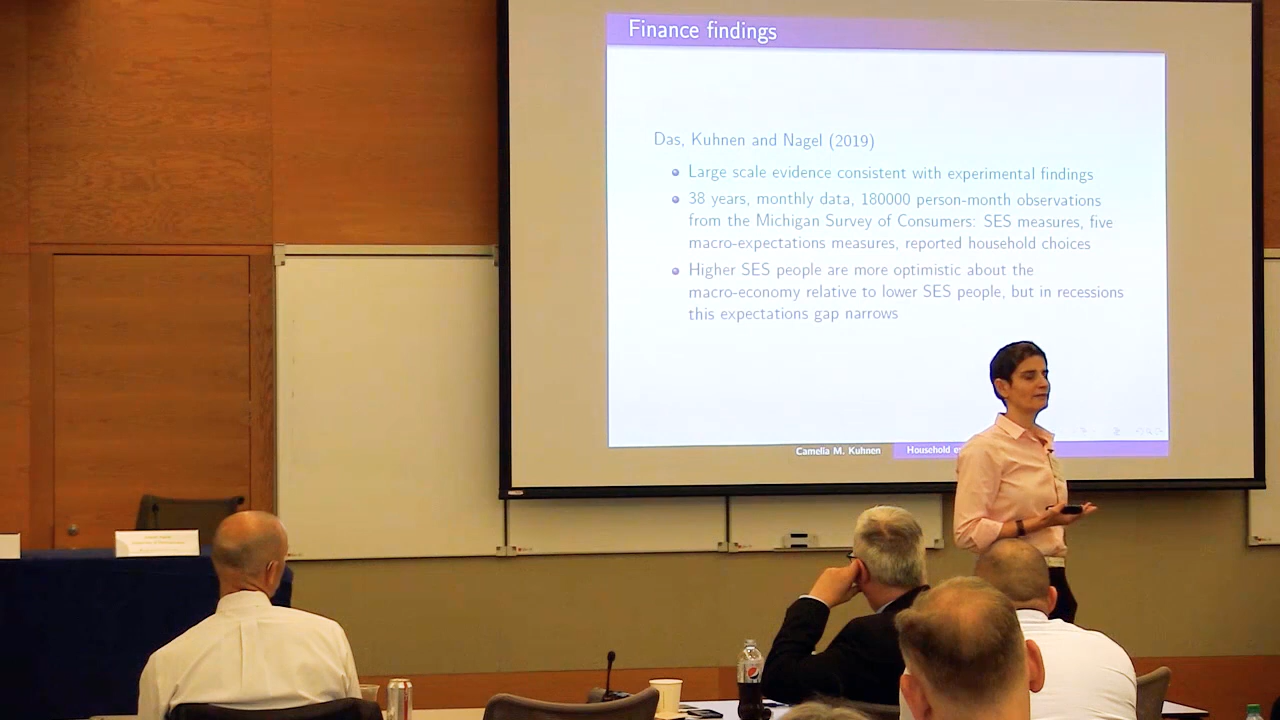 Finance findings
Das, Kuhnen and Nagel (2019)
Large scale evidence consistent with experimental findings
38 years, monthly data, 180000 person-month observations
from the Michigan Survey of Consumers: SES measures, five
macro-expectations measures, reported household choices
Higher SES people are more optimistic about the
macro-economy relative to lower SES people, but in recessions
this expectations gap narrows
Camelia M. Kuhnen
Household